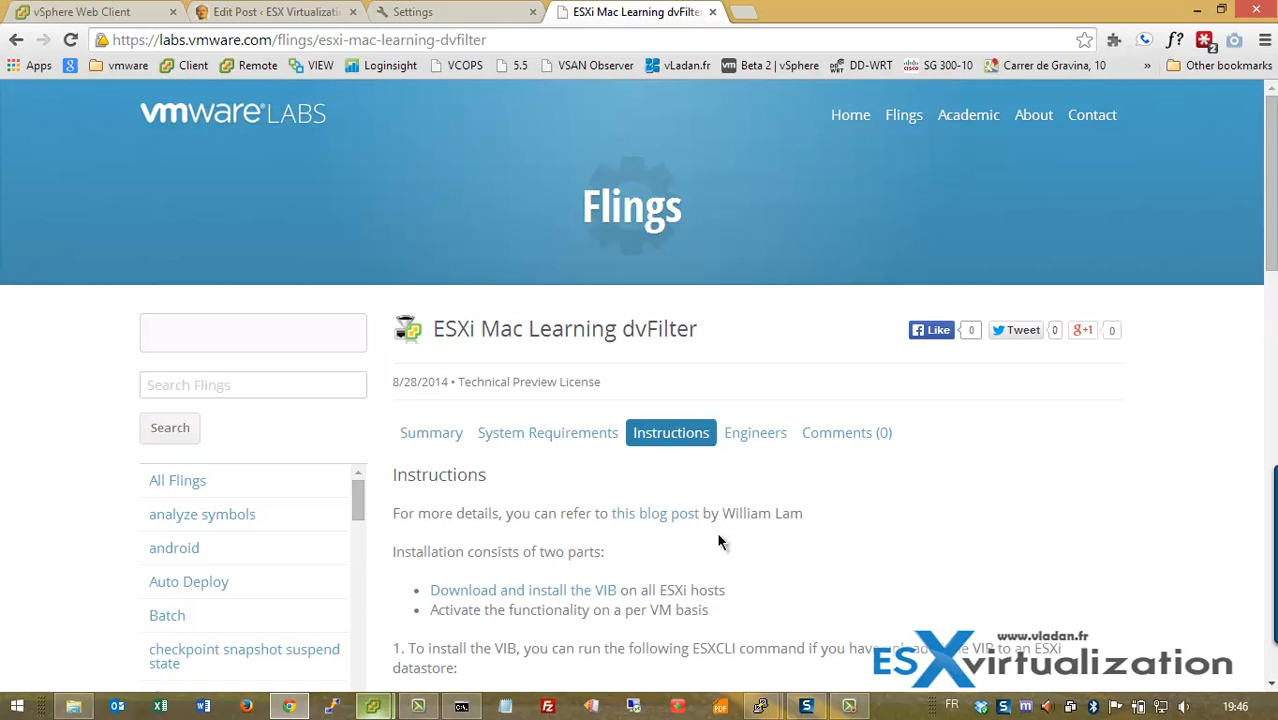 vSphere Web Client
Edit Post ‹ ESX Virtualizatio
Settings
ESXi Mac Learning dvFilte
https://labs.vmware.com/flings/esxi-mac-learning-dvfilter
f?
2
Apps
vmware
Client
Remote
VIEW
Loginsight
VCOPS
5.5
VSAN Observer
vLadan.fr
Beta 2 | vSphere
DD-WRT
SG 300-10
Carrer de Gravina, 10
»
Other bookmarks
vmware® LABS
Home
Flings
Academic
About
Contact
Flings
ESXi Mac Learning dvFilter
Like 0
Tweet 0
g+1 0
8/28/2014 • Technical Preview License
Search Flings
Search
Summary
System Requirements
Instructions
Engineers
Comments (0)
All Flings
analyze symbols
android
Auto Deploy
Batch
checkpoint snapshot suspend
state
Instructions
For more details, you can refer to this blog post by William Lam
Installation consists of two parts:
• Download and install the VIB on all ESXi hosts
• Activate the functionality on a per VM basis
1. To install the VIB, you can run the following ESXCLI command if you have the VIB to an ESXi
datastore:
www.vladan.fr
ESXvirtualization
FR
19:46